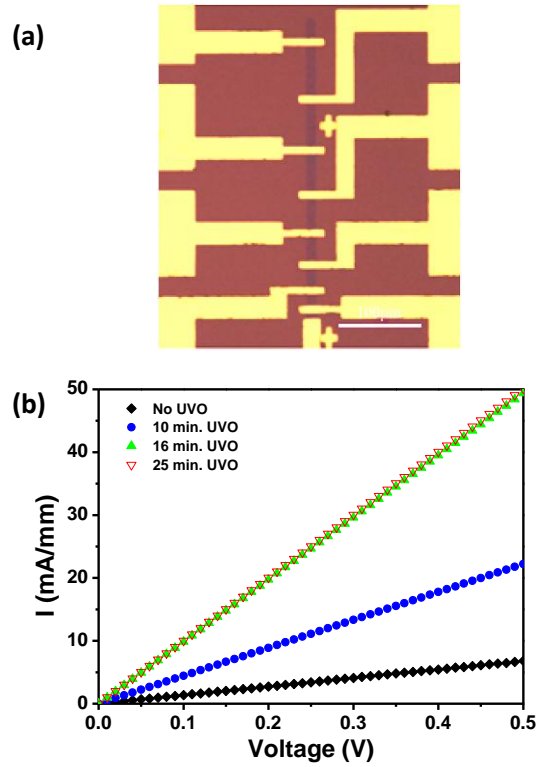 (a)
100μm
(b)
50
40
30
20
10
0
No UVO
10 min. UVO
16 min. UVO
25 min. UVO
I (mA/mm)
0.0 0.1 0.2 0.3 0.4 0.5
Voltage (V)